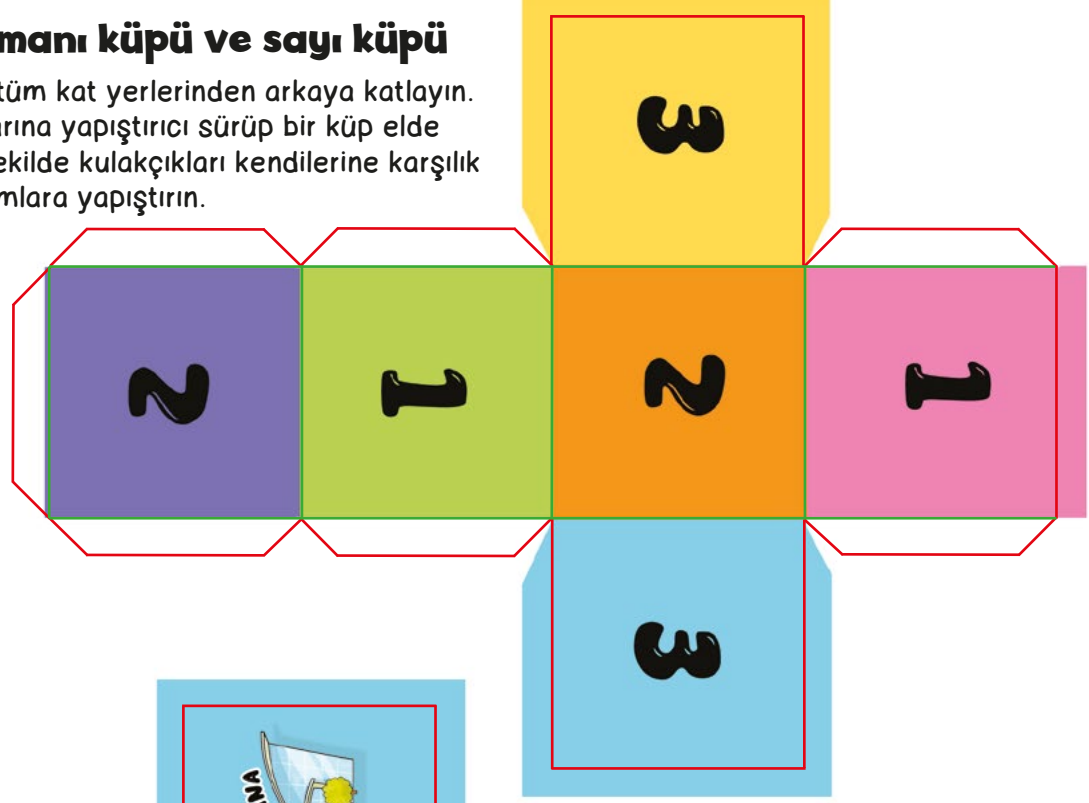 manı küpü ve sayı küpü
tüm kat yerlerinden arkaya katlayın.
arına yapıştırıcı sürüp bir küp elde
ekilde kulakçıkları kendilerine karşılık
mlara yapıştırın.
3
2 1 2 1
3
ANA